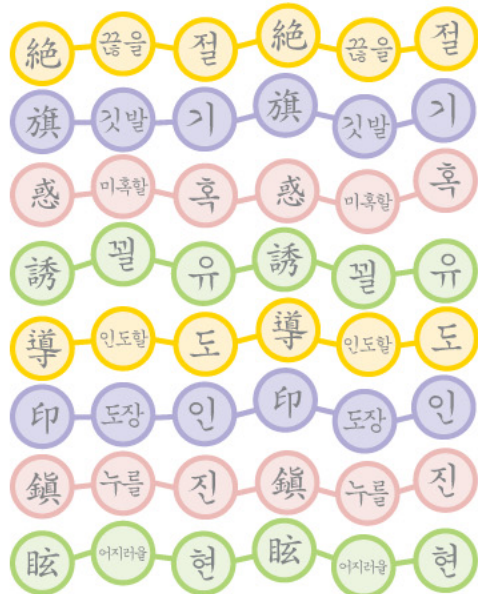 絶 끊을 절 絶 끊을 절
旗 깃발 기 旗 깃발 기
惑 미혹할 혹 惑 미혹할 혹
誘 꾈 유 誘 꾈 유
導 인도할 도 導 인도할 도
印 도장 인 印 도장 인
鎭 누를 진 鎭 누를 진
眩 어지러울 현 眩 어지러울 현